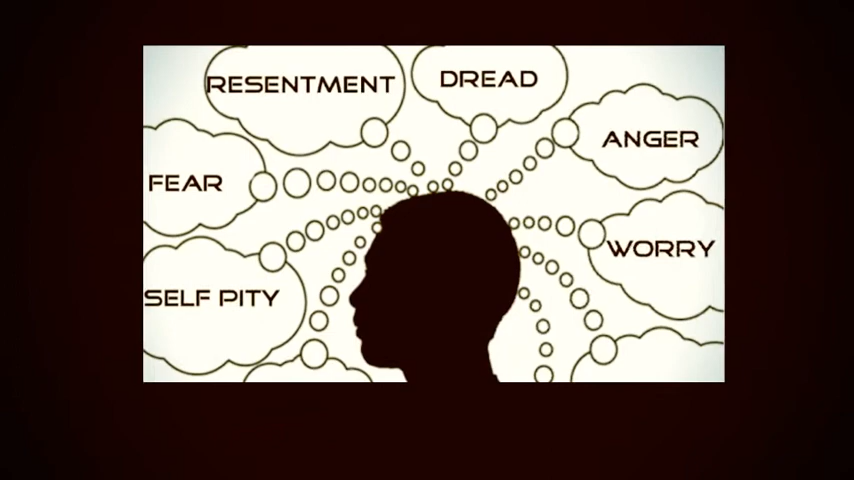 RESENTMENT
DREAD
ANGER
FEAR
WORRY
SELF PITY